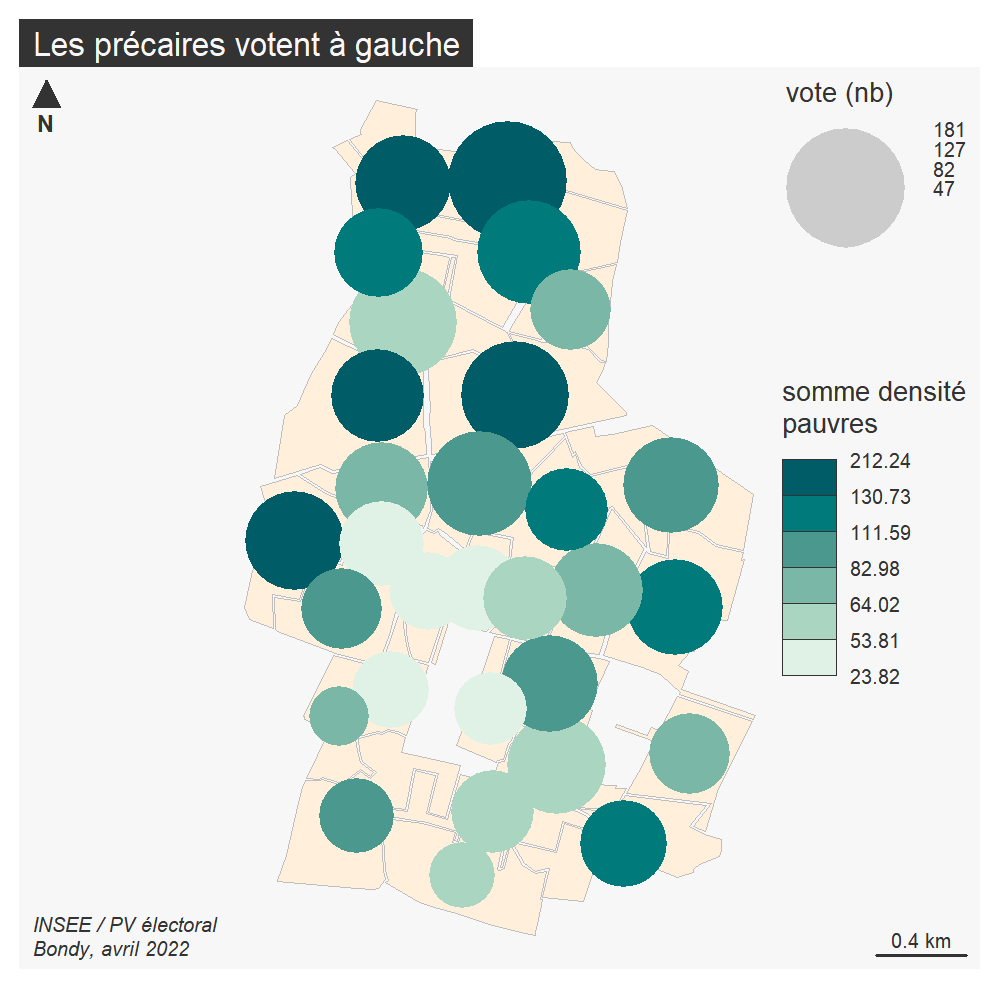 Les précaires votent à gauche
N
vote (nb)
181
127
82
47
somme densité
pauvres
212.24
130.73
111.59
82.98
64.02
53.81
23.82
INSEE / PV électoral
Bondy, avril 2022
0.4 km